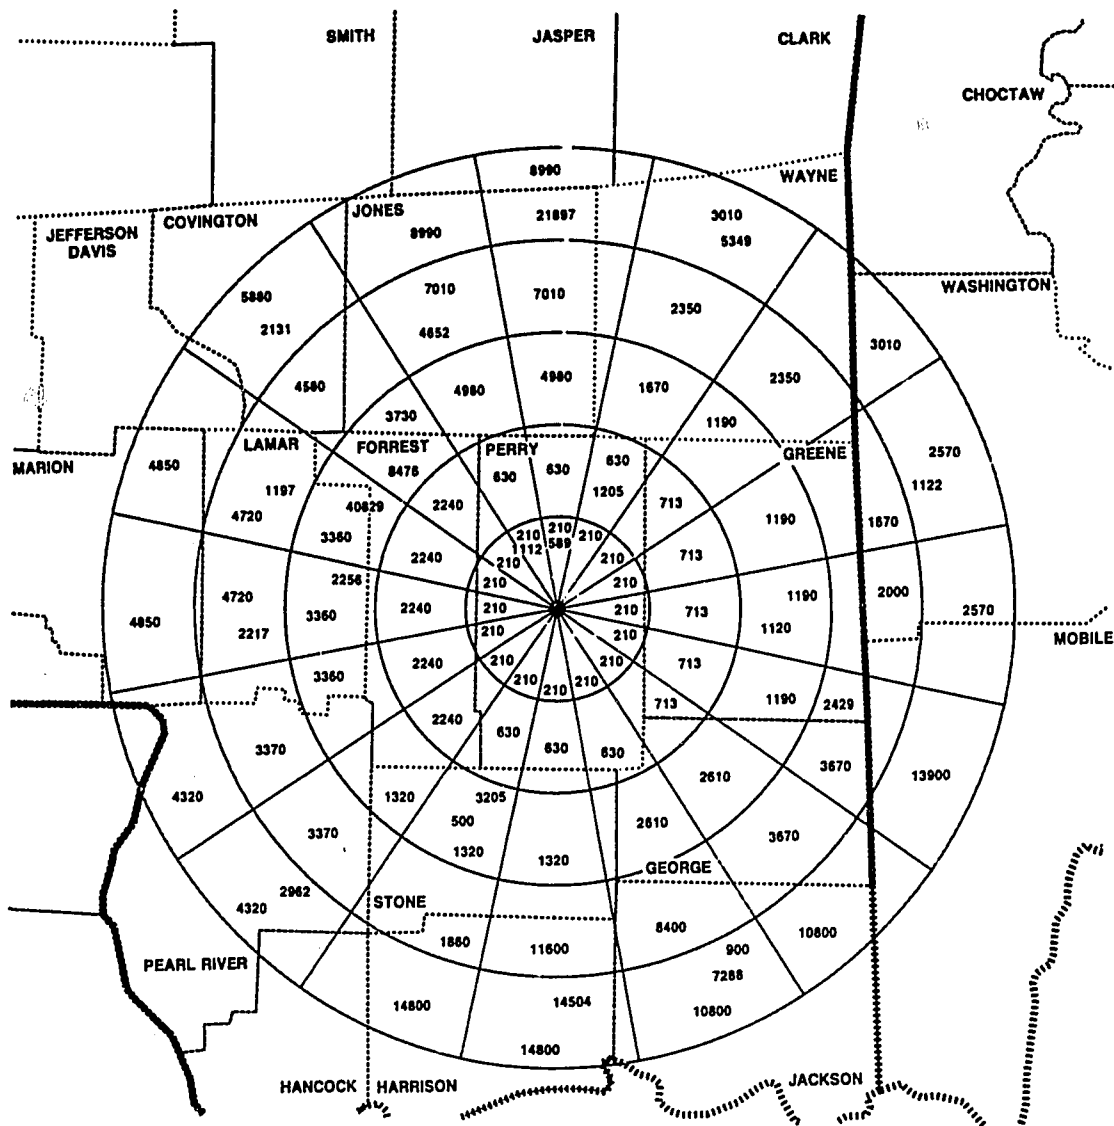 SMITH JASPER CLARK
CHOCTAW
8990
WAYNE
COVINGTON JONES 21897 3010
JEFFERSON DAVIS 8990 5349
WASHINGTON
5880 7010 7010
2131 4652 2350 3010
4580 4980 4980 1670 2350
3730 1190
LAMAR FORREST PERRY GREENE
MARION 4850 8476 630 630 630 2570
1197 2240 1205 713 1122
4720 40829 1190 1670
3360 210 210 210
2240 1112 589 713
210 210
2256 210 210
4720 3360 2240 210 210 713 1190 2000 2570
4850 2217 210 210 1120 MOBILE
3360 2240 210 210 713
210 210 210
2240 713 1190 2429
3370 630 630 630
2610 3670 13900
4320 1320 3205
500 2610
3370 1320 1320 3670
GEORGE
2962 STONE
4320 8400 10800
1860 11600 900
PEARL RIVER 7288
14800 14504 10800
14800
HANCOCK HARRISON JACKSON